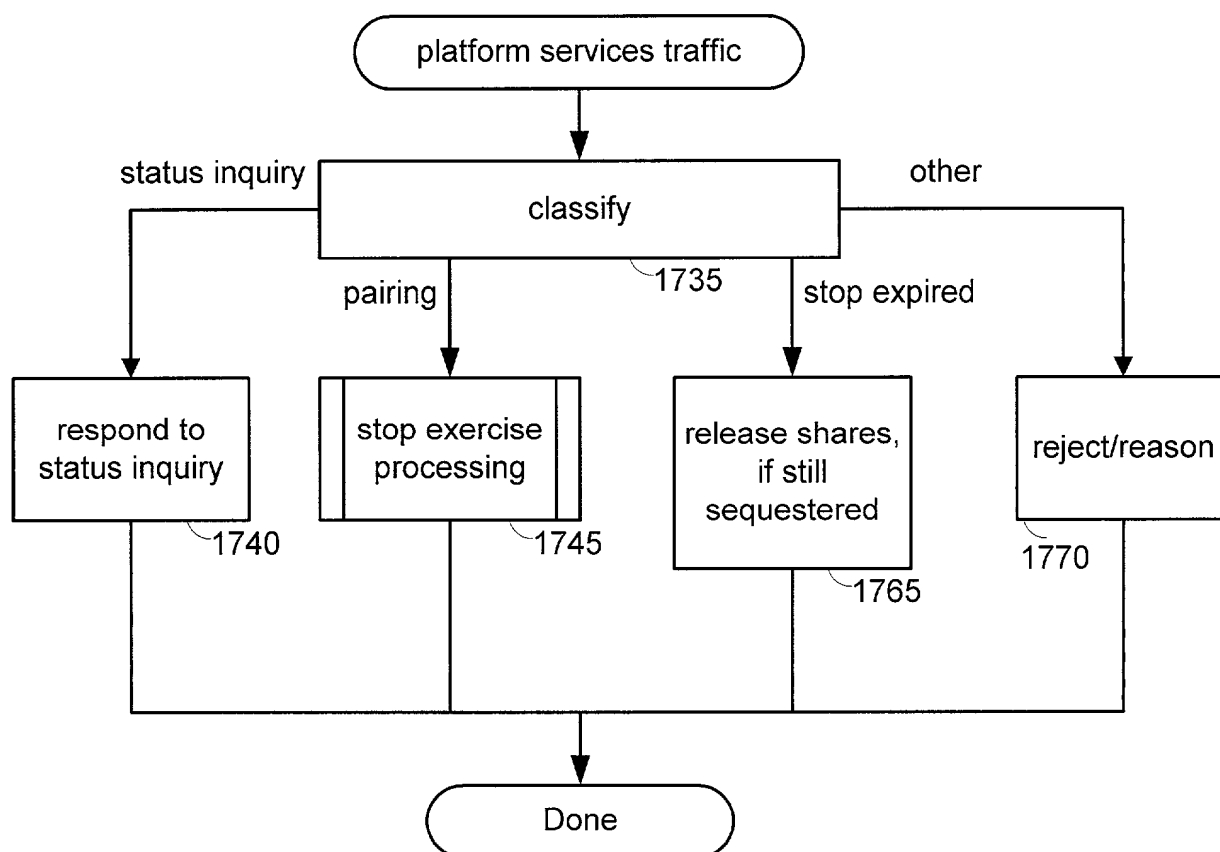 platform services traffic
status inquiry
other
classify
1735
pairing
stop expired
respond to
status inquiry
1740
stop exercise
processing
1745
release shares,
if still
sequestered
1765
reject/reason
1770
Done